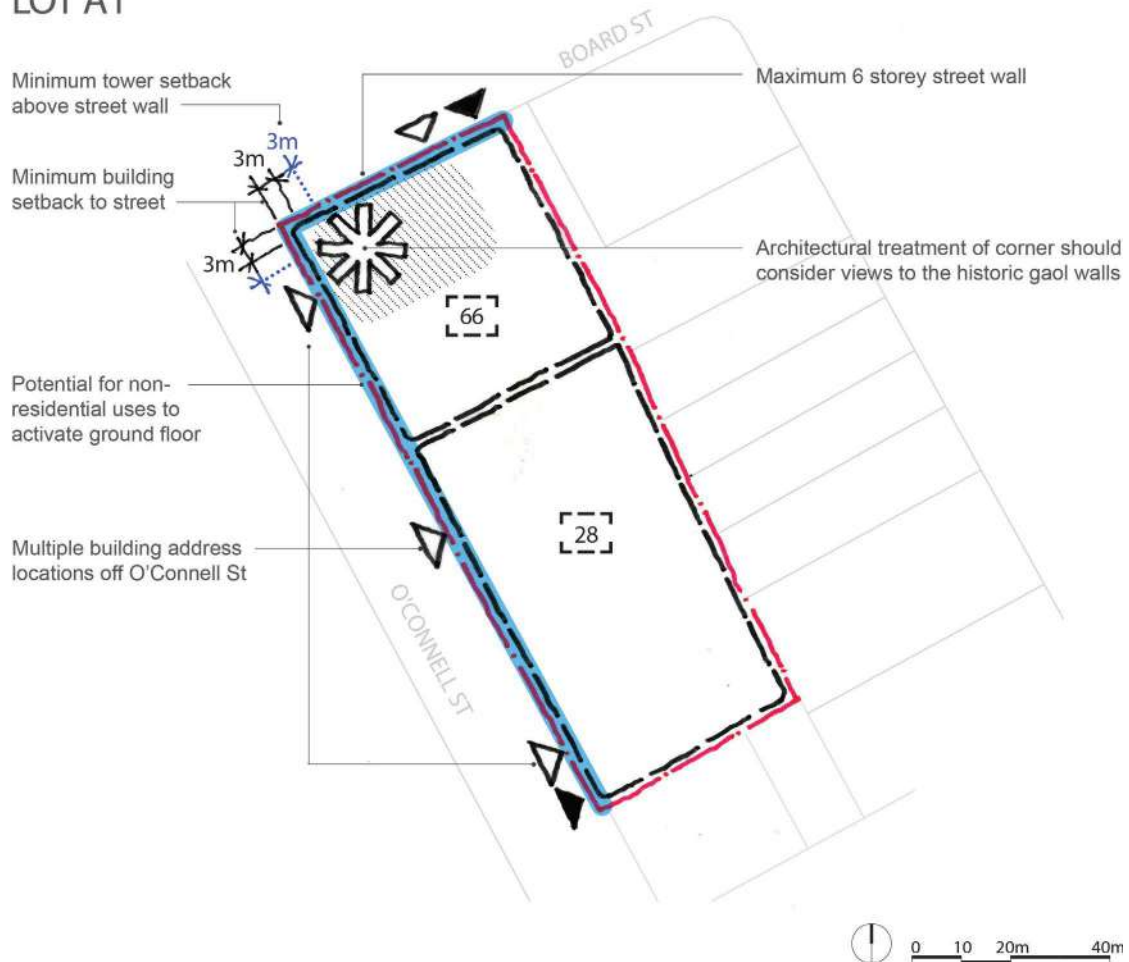 LOT A1
BOARD ST
Minimum tower setback
above street wall
Maximum 6 storey street wall
3m
3m
Minimum building
setback to street
3m
Architectural treatment of corner should
consider views to the historic gaol walls
66
Potential for non-
residential uses to
activate ground floor
28
Multiple building address
locations off O'Connell St
O'CONNELL ST
0 10 20m 40m